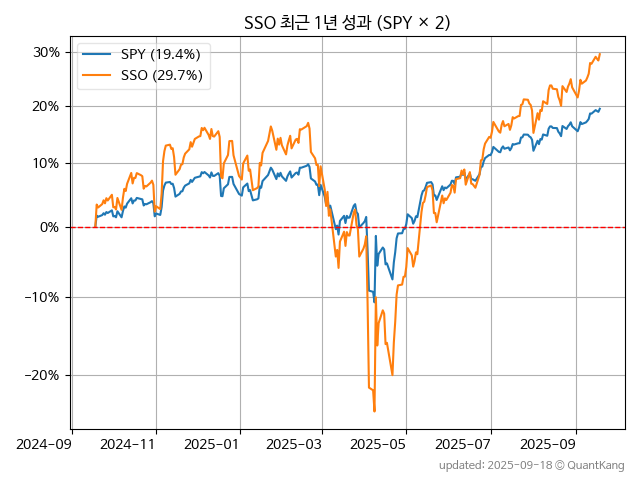 SSO 최근 1년 성과 (SPY × 2)
SPY (19.4%)
SSO (29.7%)
30%
20%
10%
0%
−10%
−20%
2024-09 2024-11 2025-01 2025-03 2025-05 2025-07 2025-09
updated: 2025-09-18 © QuantKang